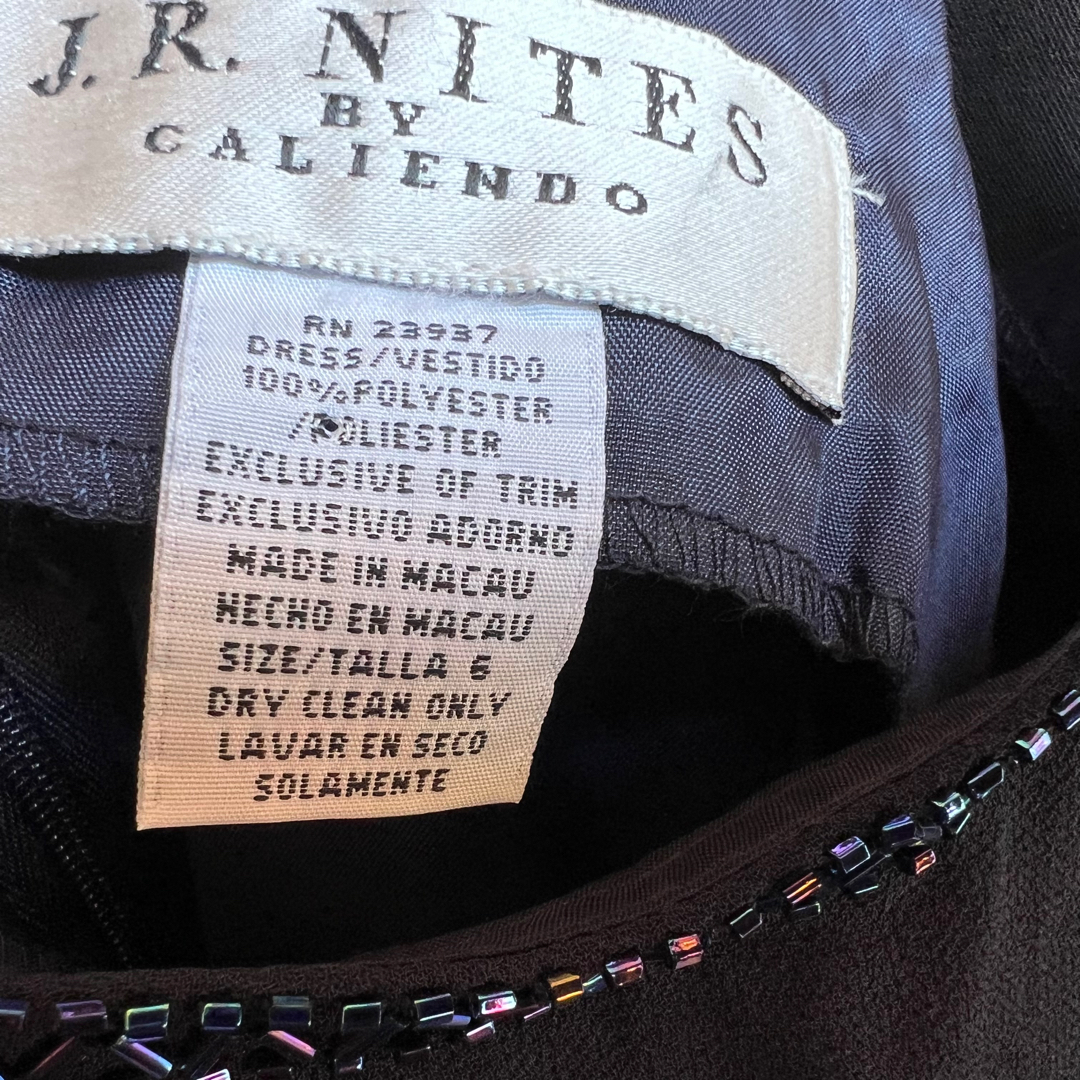 J.R. NITES
BY
CALIENDO
RN 23937
DRESS/VESTIDO
100%POLYESTER
/POLIESTER
EXCLUSIVE OF TRIM
EXCLUSIVO ADORNO
MADE IN MACAU
HECHO EN MACAU
SIZE/TALLA 6
DRY CLEAN ONLY
LAVAR EN SECO
SOLAMENTE